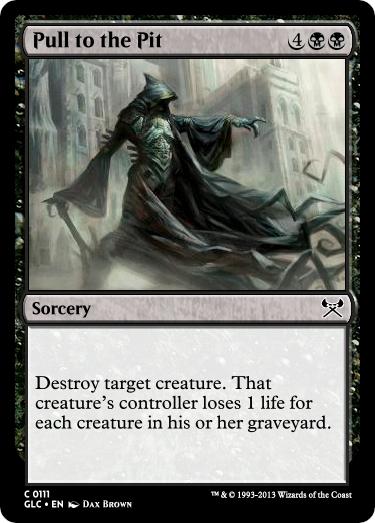 Pull to the Pit 4
Sorcery
Destroy target creature. That
creature's controller loses 1 life for
each creature in his or her graveyard.
C 0111
GLC • EN Dax Brown
™ & © 1993-2013 Wizards of the Coast